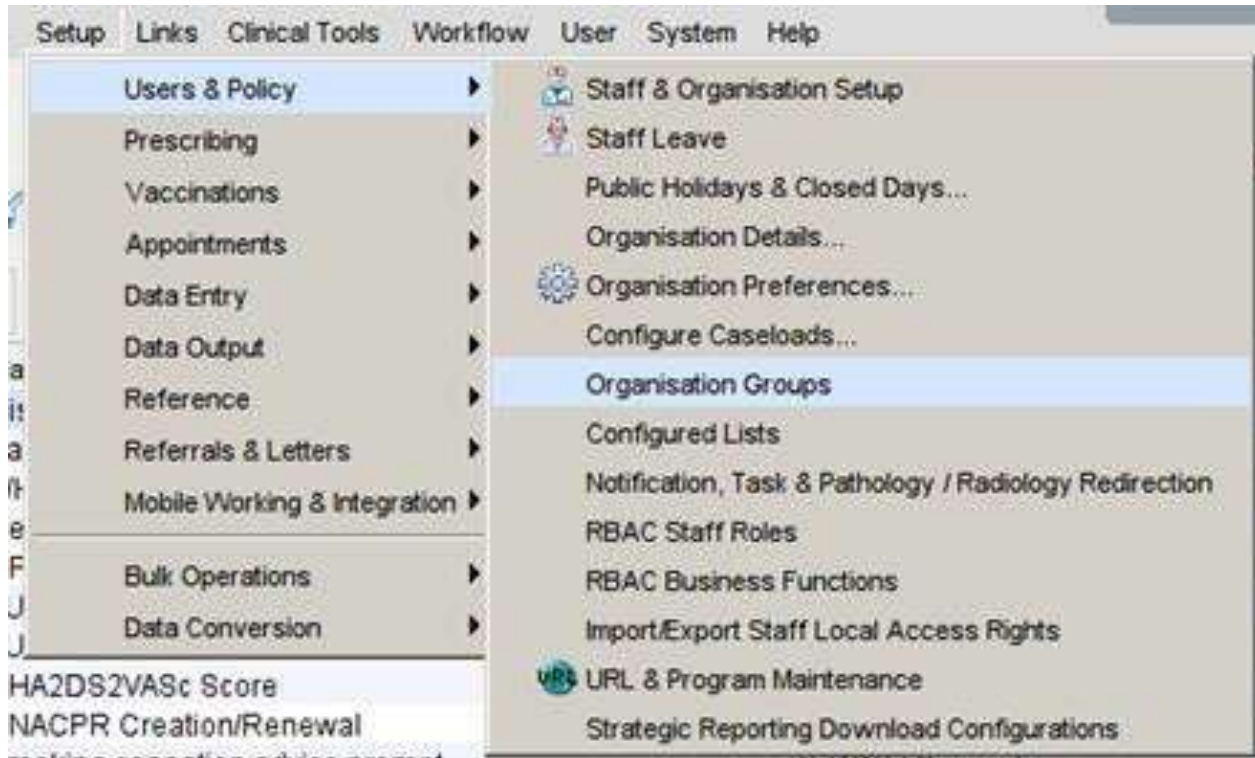 Setup Links Clinical Tools Workflow User System Help
Users & Policy
Prescribing
Vaccinations
Appointments
Data Entry
Data Output
Reference
Referrals & Letters
Mobile Working & Integration
Bulk Operations
Data Conversion
Staff & Organisation Setup
Staff Leave
Public Holidays & Closed Days...
Organisation Details...
Organisation Preferences...
Configure Caseloads...
Organisation Groups
Configured Lists
Notification, Task & Pathology / Radiology Redirection
RBAC Staff Roles
RBAC Business Functions
Import/Export Staff Local Access Rights
URL URL & Program Maintenance
Strategic Reporting Download Configurations
HA2DS2VASc Score
NACPR Creation/Renewal